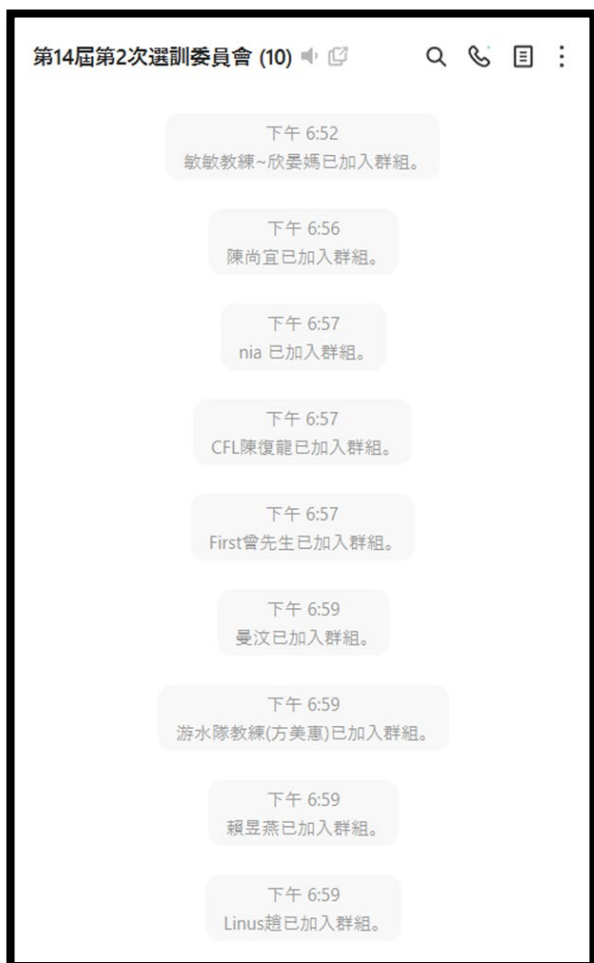 第14屆第2次選訓委員會 (10)
下午 6:52
敏敏教練~欣晏媽已加入群組。
下午 6:56
陳尚宜已加入群組。
下午 6:57
nia 已加入群組。
下午 6:57
CFL陳復龍已加入群組。
下午 6:57
First曾先生已加入群組。
下午 6:59
曼汶已加入群組。
下午 6:59
游水隊教練(方美惠)已加入群組。
下午 6:59
賴昱燕已加入群組。
下午 6:59
Linus趙已加入群組。